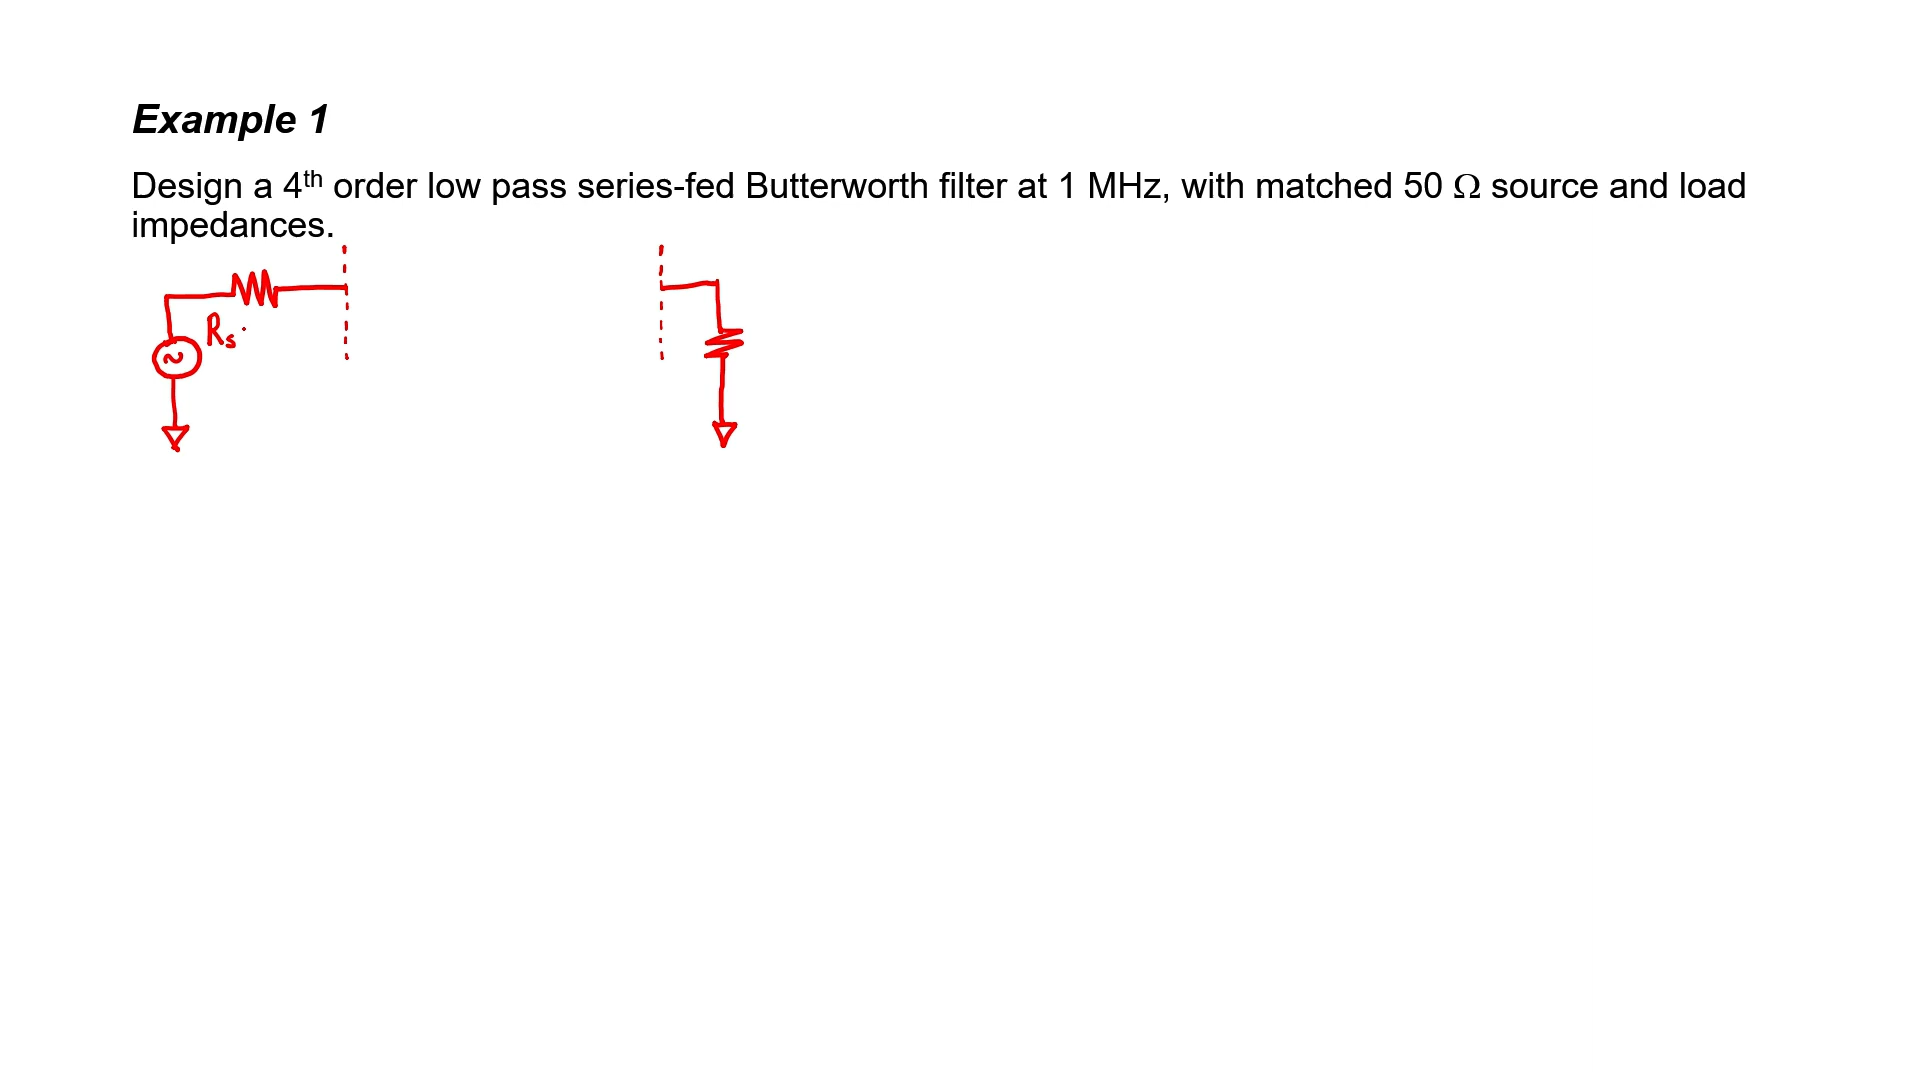 Example 1
Design a 4th order low pass series-fed Butterworth filter at 1 MHz, with matched 50 Ω source and load
impedances.
Rs